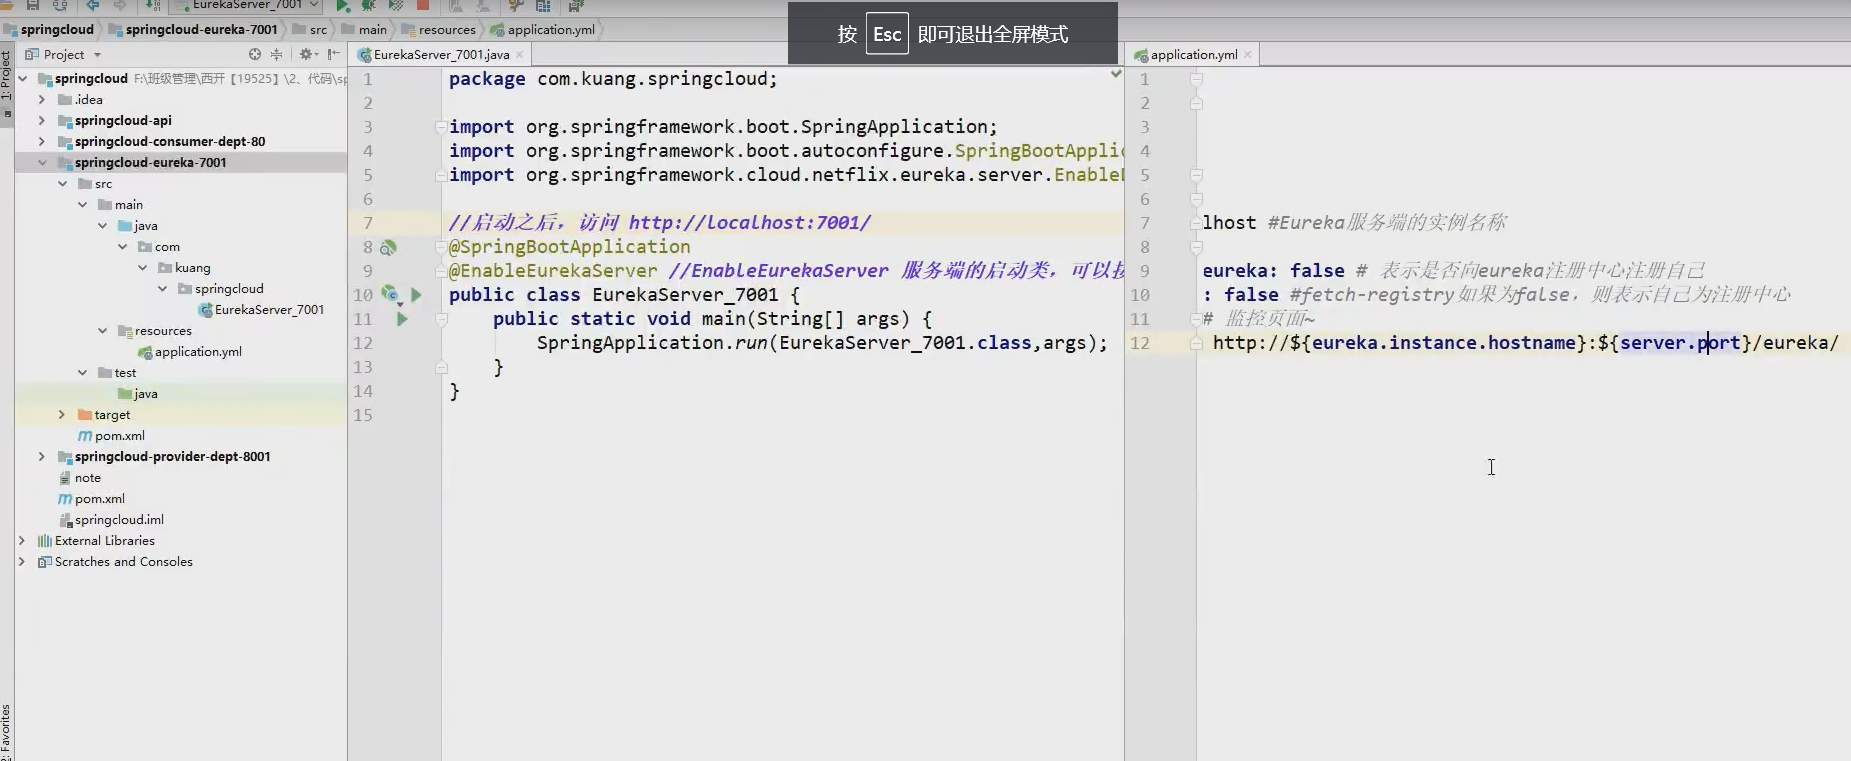 EurekaServer_7001
按 Esc 即可退出全屏模式
springcloud springcloud-eureka-7001 src main resources application.yml
1: Project
Project
springcloud F:\班级管理\西开【19525】\2、代码\sp
.idea
springcloud-api
springcloud-consumer-dept-80
springcloud-eureka-7001
src
main
java
com
kuang
springcloud
EurekaServer_7001
resources
application.yml
test
java
target
pom.xml
springcloud-provider-dept-8001
note
pom.xml
springcloud.iml
External Libraries
Scratches and Consoles
2: Favorites
EurekaServer_7001.java
1 package com.kuang.springcloud;
2
3 import org.springframework.boot.SpringApplication;
4 import org.springframework.boot.autoconfigure.SpringBootApplic
5 import org.springframework.cloud.netflix.eureka.server.Enable
6
7 //启动之后，访问 http://localhost:7001/
8 @SpringBootApplication
9 @EnableEurekaServer //EnableEurekaServer 服务端的启动类，可以接
10 public class EurekaServer_7001 {
11 public static void main(String[] args) {
12 SpringApplication.run(EurekaServer_7001.class,args);
13 }
14 }
15
application.yml
1
2
3
4
5
6
7 lhost #Eureka服务端的实例名称
8
9 eureka: false # 表示是否向eureka注册中心注册自己
10 : false #fetch-registry如果为false，则表示自己为注册中心
11 # 监控页面~
12 http://${eureka.instance.hostname}:${server.port}/eureka/